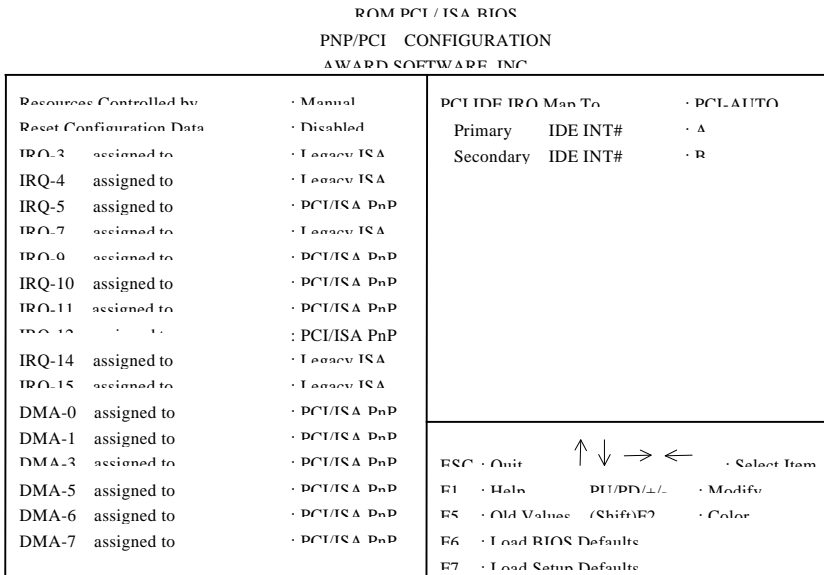 ROM PCI / ISA BIOS
PNP/PCI CONFIGURATION
AWARD SOFTWARE, INC.
Resources Controlled by : Manual
Reset Configuration Data : Disabled
IRQ-3 assigned to : Legacy ISA
IRQ-4 assigned to : Legacy ISA
IRQ-5 assigned to : PCI/ISA PnP
IRQ-7 assigned to : Legacy ISA
IRQ-9 assigned to : PCI/ISA PnP
IRQ-10 assigned to : PCI/ISA PnP
IRQ-11 assigned to : PCI/ISA PnP
IRQ-12 assigned to : PCI/ISA PnP
IRQ-14 assigned to : Legacy ISA
IRQ-15 assigned to : Legacy ISA
DMA-0 assigned to : PCI/ISA PnP
DMA-1 assigned to : PCI/ISA PnP
DMA-3 assigned to : PCI/ISA PnP
DMA-5 assigned to : PCI/ISA PnP
DMA-6 assigned to : PCI/ISA PnP
DMA-7 assigned to : PCI/ISA PnP
PCI IDE IRQ Map To : PCI-AUTO
Primary IDE INT# : A
Secondary IDE INT# : B
ESC : Quit ↑ ↓ → ← : Select Item
F1 : Help PU/PD/+/- : Modify
F5 : Old Values (Shift)F2 : Color
F6 : Load BIOS Defaults
F7 : Load Setup Defaults